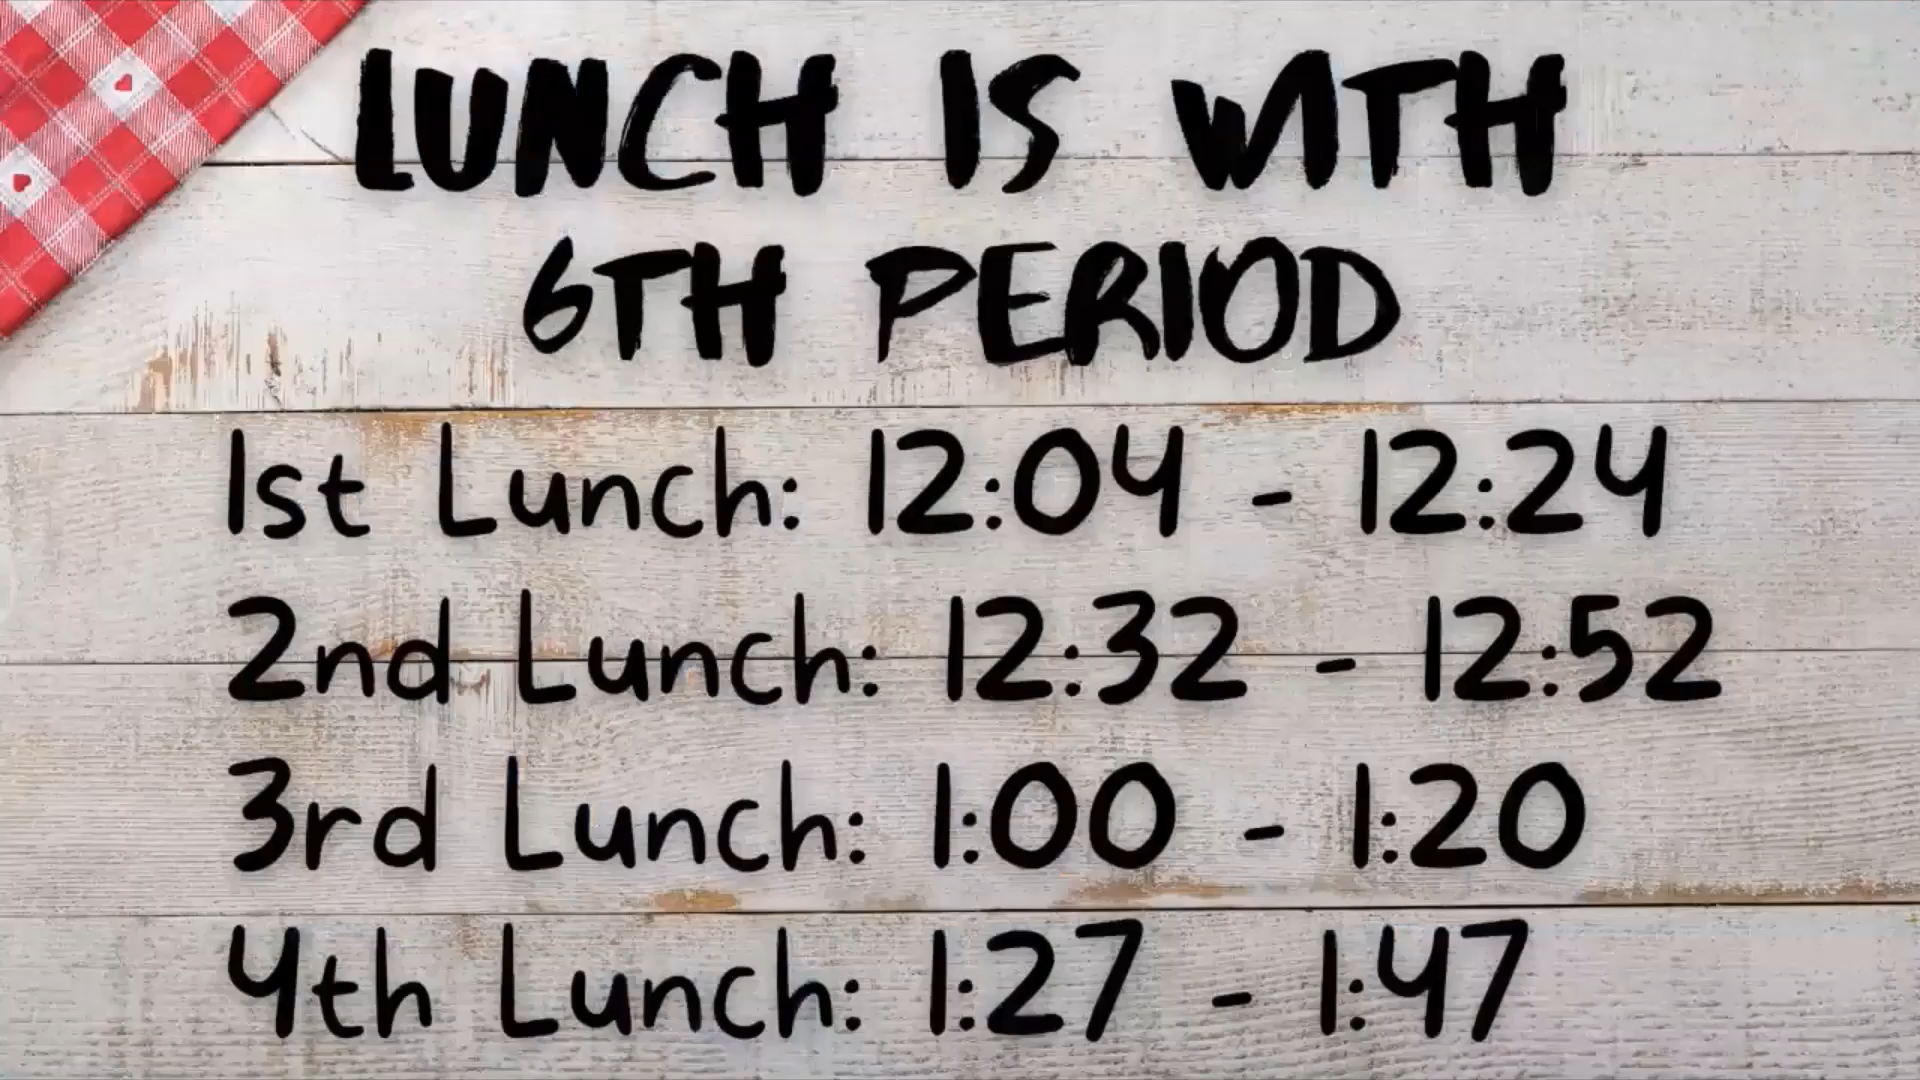 LUNCH IS WITH
6TH PERIOD
1st Lunch: 12:04 - 12:24
2nd Lunch: 12:32 - 12:52
3rd Lunch: 1:00 - 1:20
4th Lunch: 1:27 - 1:47